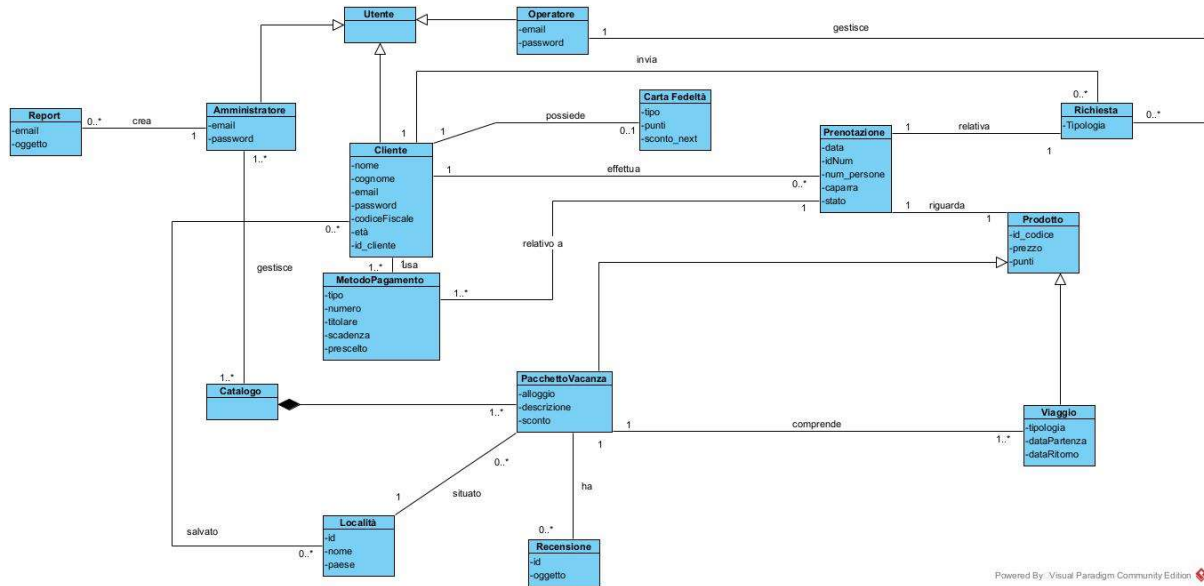 Utente
Operatore
-email
-password
1
gestisce
invia
1
0..*
Report
-email
-oggetto
0..*
crea
1
Amministratore
-email
-password
1..*
Carta Fedeltà
-tipo
-punti
-sconto_next
possiede
1
0..1
Richiesta
-Tipologia
0..*
1
relativa
1
Prenotazione
-data
-idNum
-num_persone
-caparra
-stato
Cliente
-nome
-cognome
-email
-password
-codiceFiscale
-età
-id_cliente
1
effettua
0..*
1
riguarda
1
Prodotto
-id_codice
-prezzo
-punti
0..*
1
relativo a
1..*
1
usa
1..*
MetodoPagamento
-tipo
-numero
-titolare
-scadenza
-prescelto
gestisce
1..*
Catalogo
1..*
PacchettoVacanza
-alloggio
-descrizione
-sconto
1
comprende
1..*
Viaggio
-tipologia
-dataPartenza
-dataRitorno
0..*
situato
1
1
ha
0..*
salvato
0..*
Località
-id
-nome
-paese
Recensione
-id
-oggetto
Powered By Visual Paradigm Community Edition